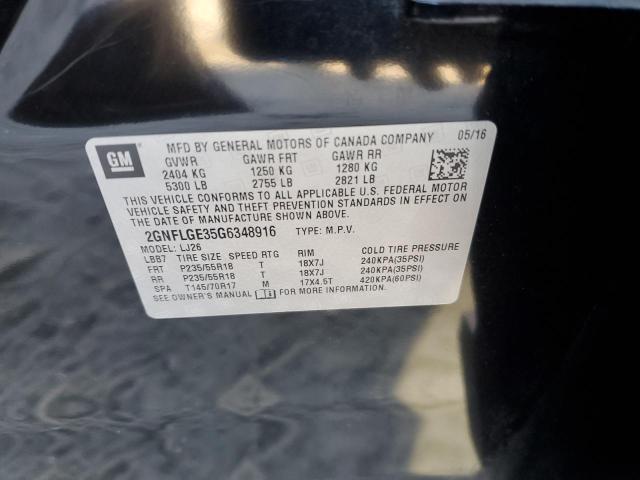 GM
MFD BY GENERAL MOTORS OF CANADA COMPANY 05/16
GVWR GAWR FRT GAWR RR
2404 KG 1250 KG 1280 KG
5300 LB 2755 LB 2821 LB
THIS VEHICLE CONFORMS TO ALL APPLICABLE U.S. FEDERAL MOTOR
VEHICLE SAFETY AND THEFT PREVENTION STANDARDS IN EFFECT ON
THE DATE OF MANUFACTURE SHOWN ABOVE.
2GNFLGE35G6348916 TYPE: M.P.V.
MODEL: LJ26
LBB7 TIRE SIZE SPEED RTG RIM COLD TIRE PRESSURE
FRT P235/55R18 T 18X7J 240KPA(35PSI)
RR P235/55R18 T 18X7J 240KPA(35PSI)
SPA T145/70R17 M 17X4.5T 420KPA(60PSI)
SEE OWNER'S MANUAL FOR MORE INFORMATION.